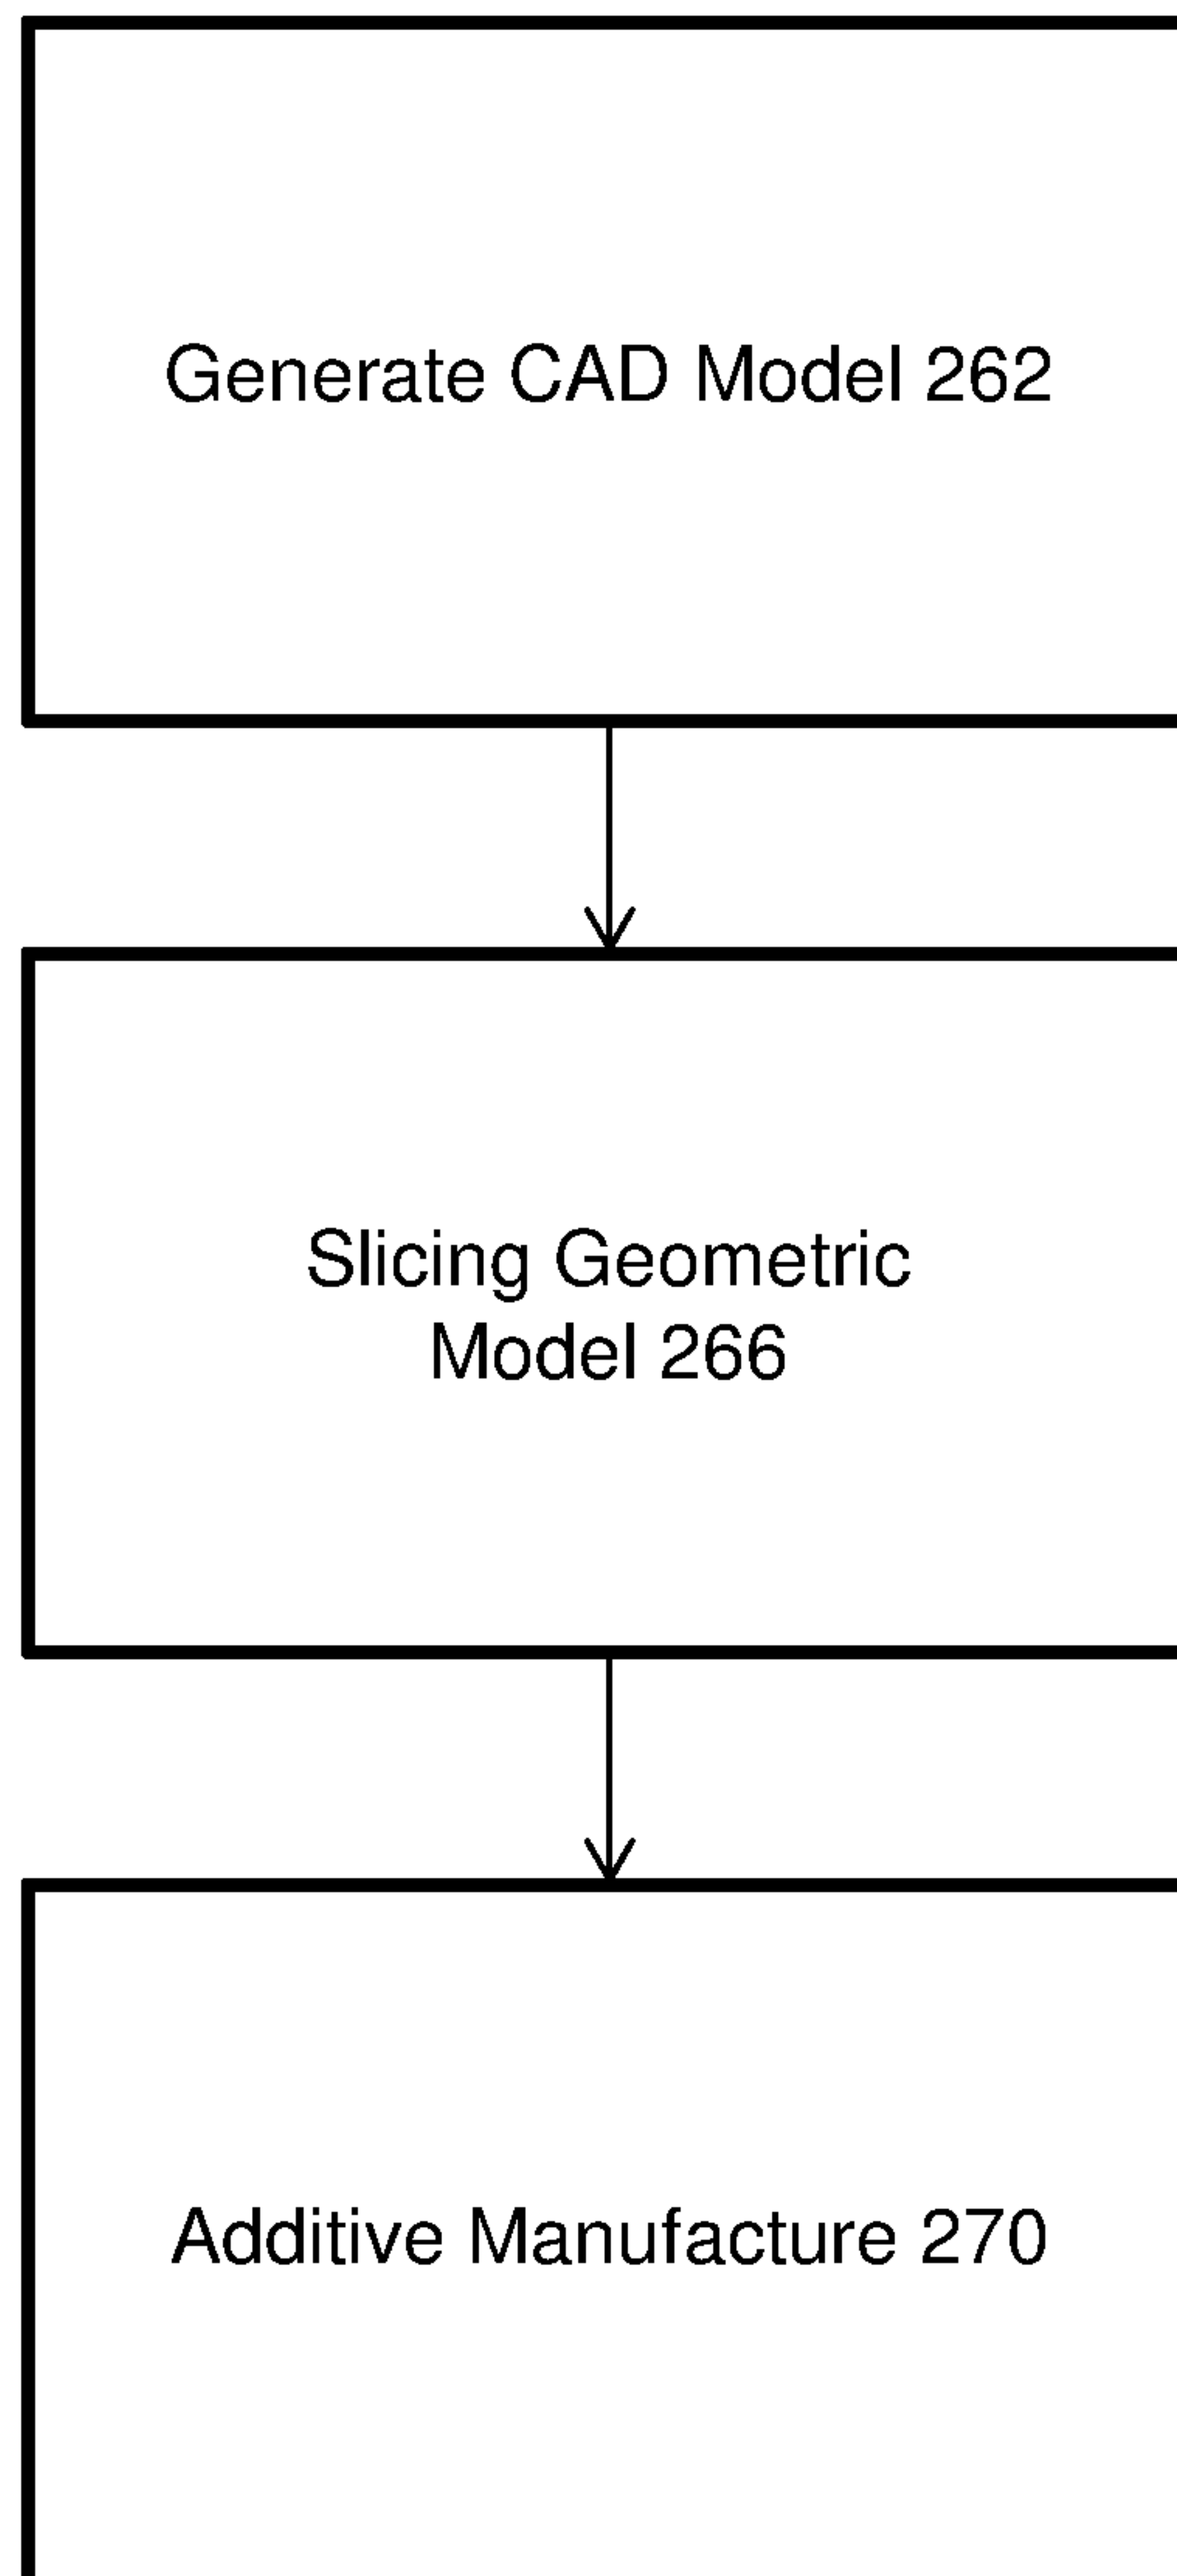 Generate CAD Model 262
Slicing Geometric
Model 266
Additive Manufacture 270